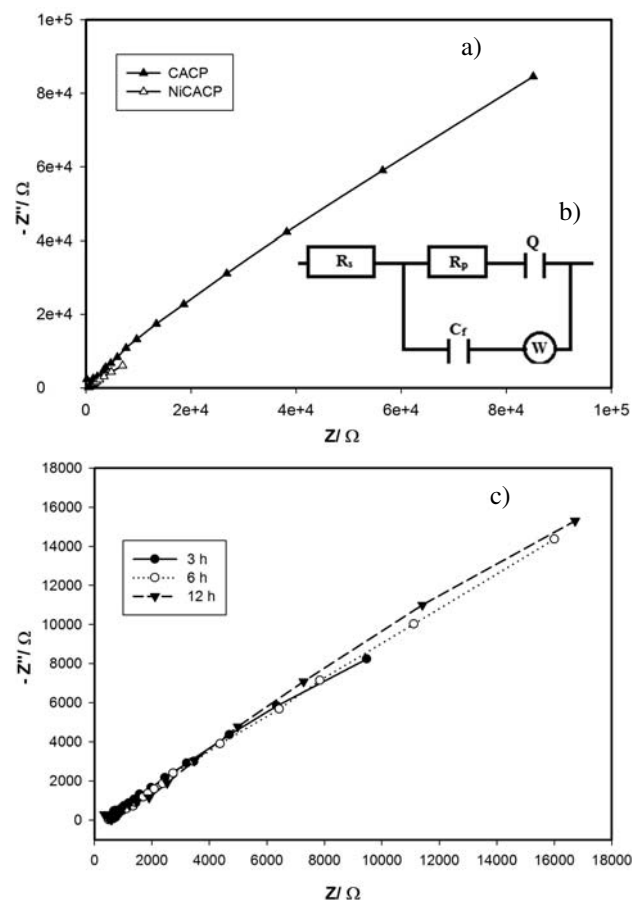 1e+5
a)
CACP
NiCACP
8e+4
6e+4
- Z''/ Ω
b)
4e+4
Rs
Rp
Q
2e+4
Cf
W
0
0 2e+4 4e+4 6e+4 8e+4 1e+5
Z/ Ω
18000
16000
c)
14000
3 h
6 h
12 h
12000
10000
- Z''/ Ω
8000
6000
4000
2000
0
0 2000 4000 6000 8000 10000 12000 14000 16000 18000
Z/ Ω